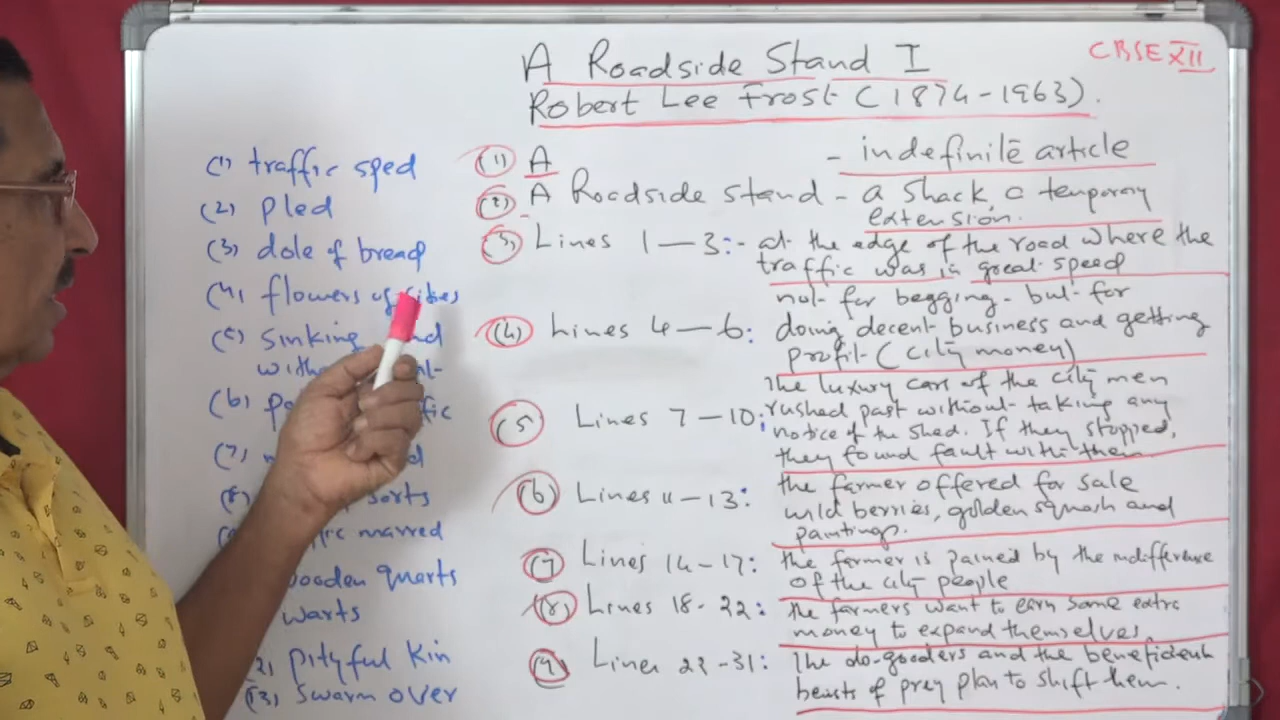 A Roadside Stand I
CBSE XII
Robert Lee Frost (1874-1963).
(1) traffic sped
(2) pled
(3) dole of bread
(4) flowers of
(5) Sinking
(6)
(7)
(8) sorts
marred
wooden quarts
warts
pityful kin
(13) Swarm over
(1) A - indefinite article
(2) A Roadside stand - a shack, a temporary
extension.
(3) Lines 1-3:- at the edge of the road where the
traffic was in great speed
(4) Lines 4-6: not for begging but for
doing decent business and getting
profit (city money)
(5) Lines 7-10: The luxury cars of the city men
rushed past without taking any
notice of the shed. If they stopped,
they found fault with them.
(6) Lines 11-13: the farmer offered for sale
wild berries, golden squash and
paintings.
(7) Lines 14-17: the farmer is pained by the indifference
of the city people
(8) Lines 18-22: the farmers want to earn some extra
money to expand themselves.
(9) Lines 23-31: The do-gooders and the beneficient
beasts of prey plan to shift them.